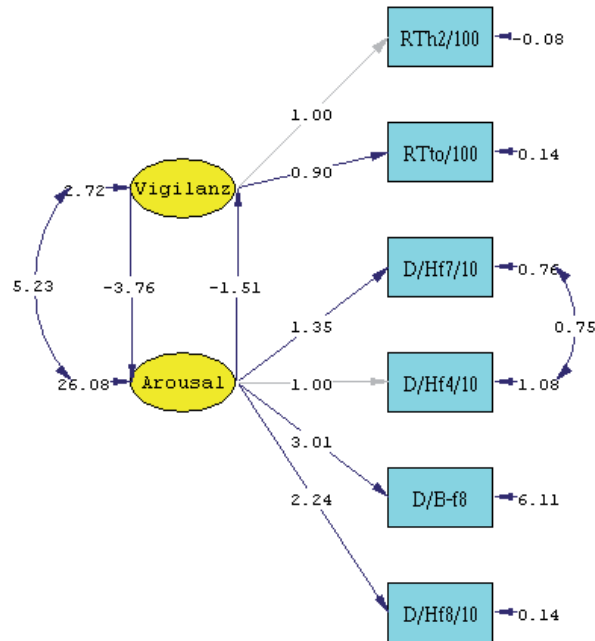 RTh2/100
-0.08
1.00
RTto/100
0.14
0.90
Vigilanz
2.72
D/Hf7/10
0.76
5.23
-3.76
-1.51
1.35
0.75
Arousal
26.08
1.00
D/Hf4/10
1.08
3.01
2.24
D/B-f8
6.11
D/Hf8/10
0.14